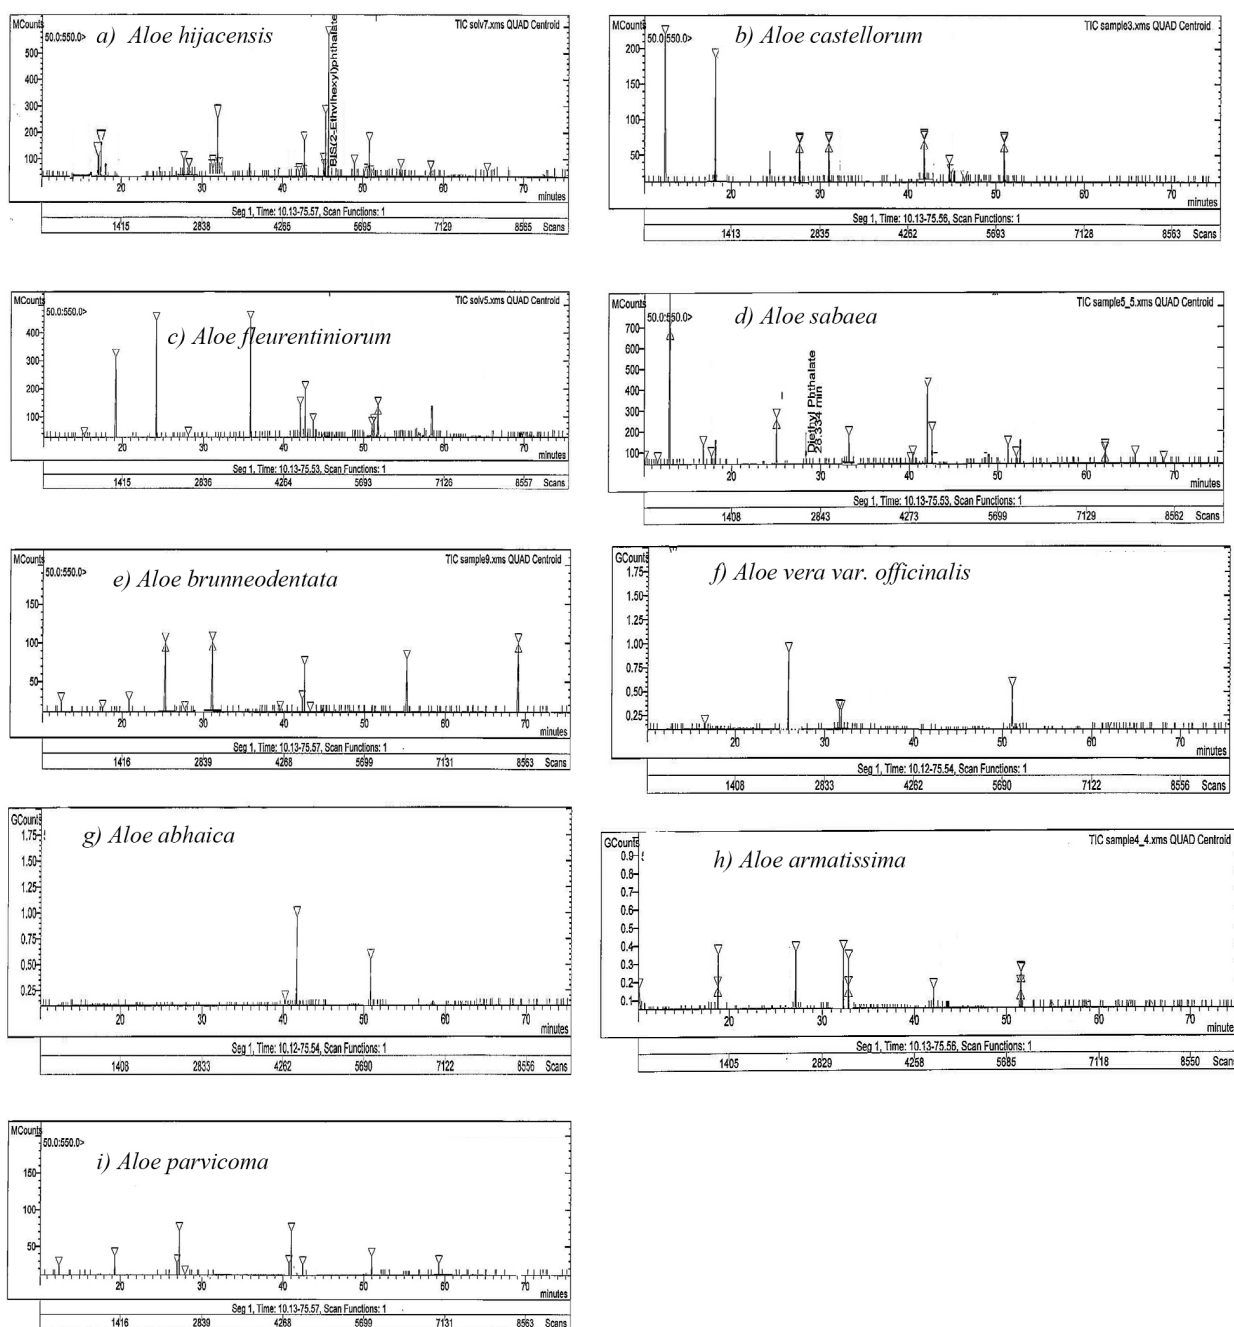 MCounts
TIC solv7.xms QUAD Centroid
50.0:550.0>
a) Aloe hijacensis
BIS(2-Ethylhexyl)phthalate
500
400
300
200
100
20 30 40 50 60 70
minutes
Seg 1, Time: 10.13-75.57, Scan Functions: 1
1415 2838 4265 5695 7129 8565 Scans
MCounts
TIC sample3.xms QUAD Centroid
50.0:550.0>
b) Aloe castellorum
200
150
100
50
20 30 40 50 60 70
minutes
Seg 1, Time: 10.13-75.56, Scan Functions: 1
1413 2835 4262 5693 7128 8563 Scans
MCounts
TIC solv5.xms QUAD Centroid
50.0:550.0>
c) Aloe fleurentiniorum
400
300
200
100
20 30 40 50 60 70
minutes
Seg 1, Time: 10.13-75.53, Scan Functions: 1
1415 2836 4264 5693 7126 8557 Scans
MCounts
TIC sample5_5.xms QUAD Centroid
50.0:550.0>
d) Aloe sabaea
Diethyl Phthalate
28.334 min
700
600
500
400
300
200
100
20 30 40 50 60 70
minutes
Seg 1, Time: 10.13-75.53, Scan Functions: 1
1408 2843 4273 5699 7129 8562 Scans
MCounts
TIC sample9.xms QUAD Centroid
50.0:550.0>
e) Aloe brunneodentata
150
100
50
20 30 40 50 60 70
minutes
Seg 1, Time: 10.13-75.57, Scan Functions: 1
1416 2839 4268 5699 7131 8563 Scans
GCounts
f) Aloe vera var. officinalis
1.75
1.50
1.25
1.00
0.75
0.50
0.25
20 30 40 50 60 70
minutes
Seg 1, Time: 10.12-75.54, Scan Functions: 1
1408 2833 4262 5690 7122 8556 Scans
GCounts
g) Aloe abhaica
1.75
1.50
1.25
1.00
0.75
0.50
0.25
20 30 40 50 60 70
minutes
Seg 1, Time: 10.12-75.54, Scan Functions: 1
1408 2833 4262 5690 7122 8556 Scans
GCounts
TIC sample4_4.xms QUAD Centroid
h) Aloe armatissima
0.9
0.8
0.7
0.6
0.5
0.4
0.3
0.2
0.1
20 30 40 50 60 70
minutes
Seg 1, Time: 10.13-75.56, Scan Functions: 1
1405 2829 4258 5685 7118 8550 Scans
MCounts
50.0:550.0>
i) Aloe parvicoma
150
100
50
20 30 40 50 60 70
minutes
Seg 1, Time: 10.13-75.57, Scan Functions: 1
1416 2839 4268 5699 7131 8563 Scans